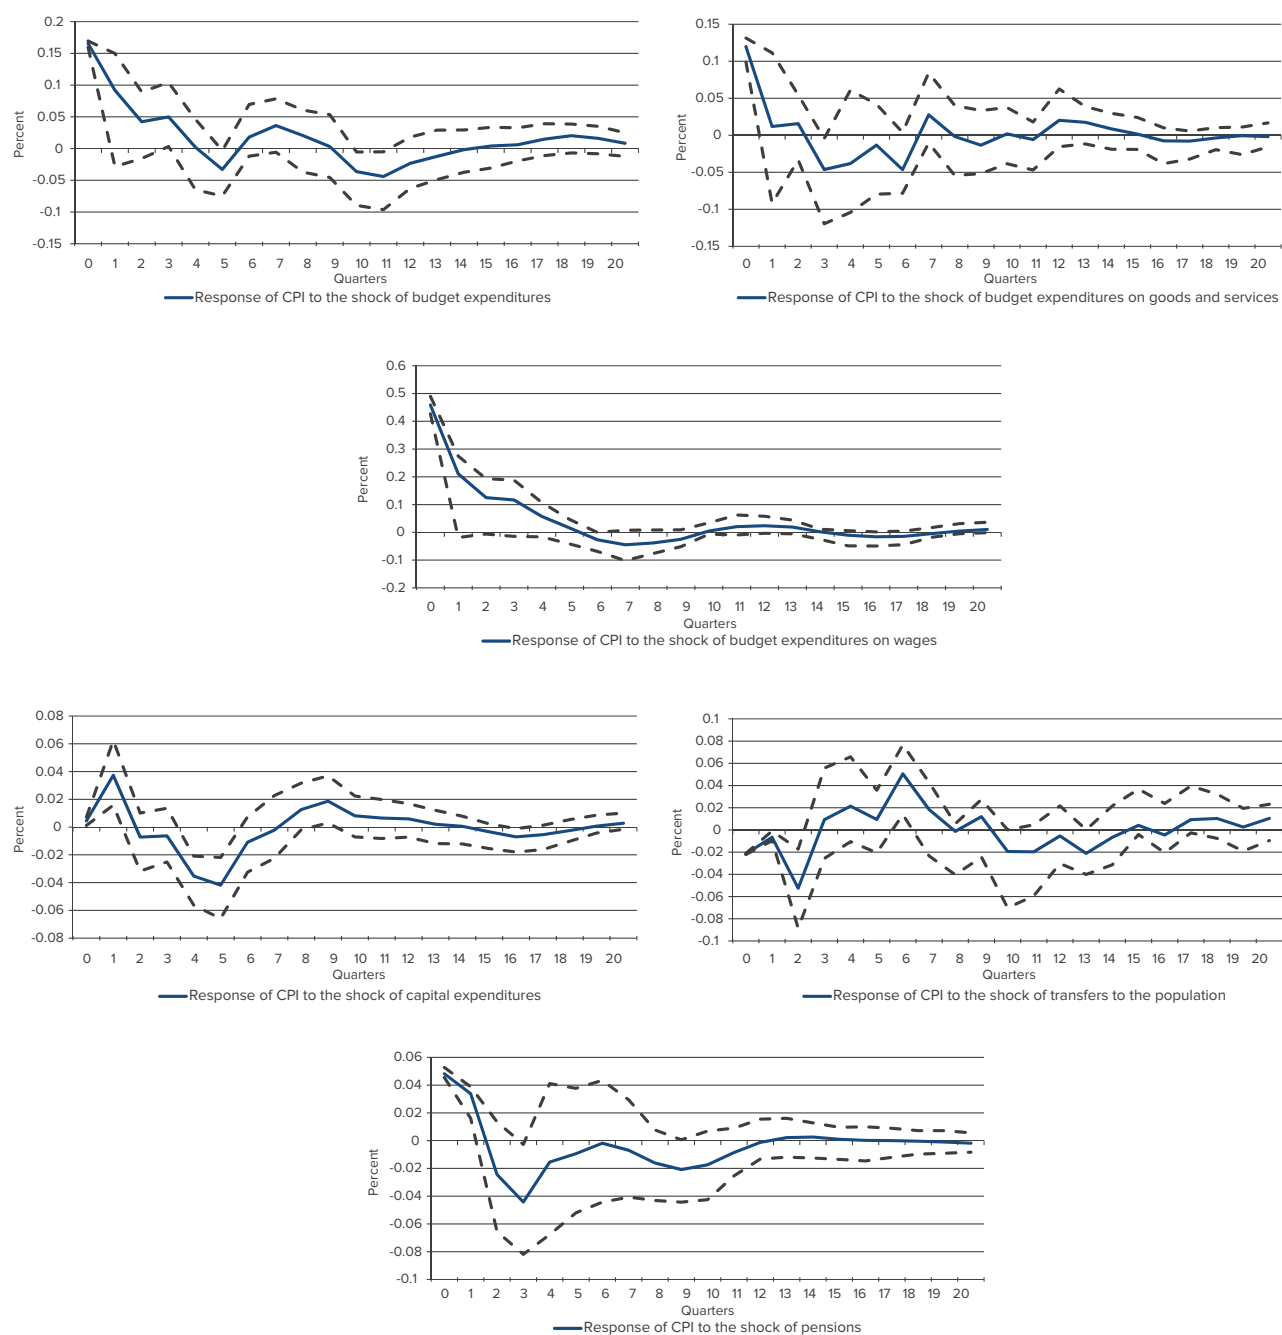 0.2
0.15
0.1
0.05
0
-0.05
-0.1
-0.15
Percent
0 1 2 3 4 5 6 7 8 9 10 11 12 13 14 15 16 17 18 19 20
Quarters
Response of CPI to the shock of budget expenditures
0.15
0.1
0.05
0
-0.05
-0.1
-0.15
Percent
0 1 2 3 4 5 6 7 8 9 10 11 12 13 14 15 16 17 18 19 20
Quarters
Response of CPI to the shock of budget expenditures on goods and services
0.6
0.5
0.4
0.3
0.2
0.1
0
-0.1
-0.2
Percent
0 1 2 3 4 5 6 7 8 9 10 11 12 13 14 15 16 17 18 19 20
Quarters
Response of CPI to the shock of budget expenditures on wages
0.08
0.06
0.04
0.02
0
-0.02
-0.04
-0.06
-0.08
Percent
0 1 2 3 4 5 6 7 8 9 10 11 12 13 14 15 16 17 18 19 20
Quarters
Response of CPI to the shock of capital expenditures
0.1
0.08
0.06
0.04
0.02
0
-0.02
-0.04
-0.06
-0.08
-0.1
Percent
0 1 2 3 4 5 6 7 8 9 10 11 12 13 14 15 16 17 18 19 20
Quarters
Response of CPI to the shock of transfers to the population
0.06
0.04
0.02
0
-0.02
-0.04
-0.06
-0.08
-0.1
Percent
0 1 2 3 4 5 6 7 8 9 10 11 12 13 14 15 16 17 18 19 20
Quarters
Response of CPI to the shock of pensions